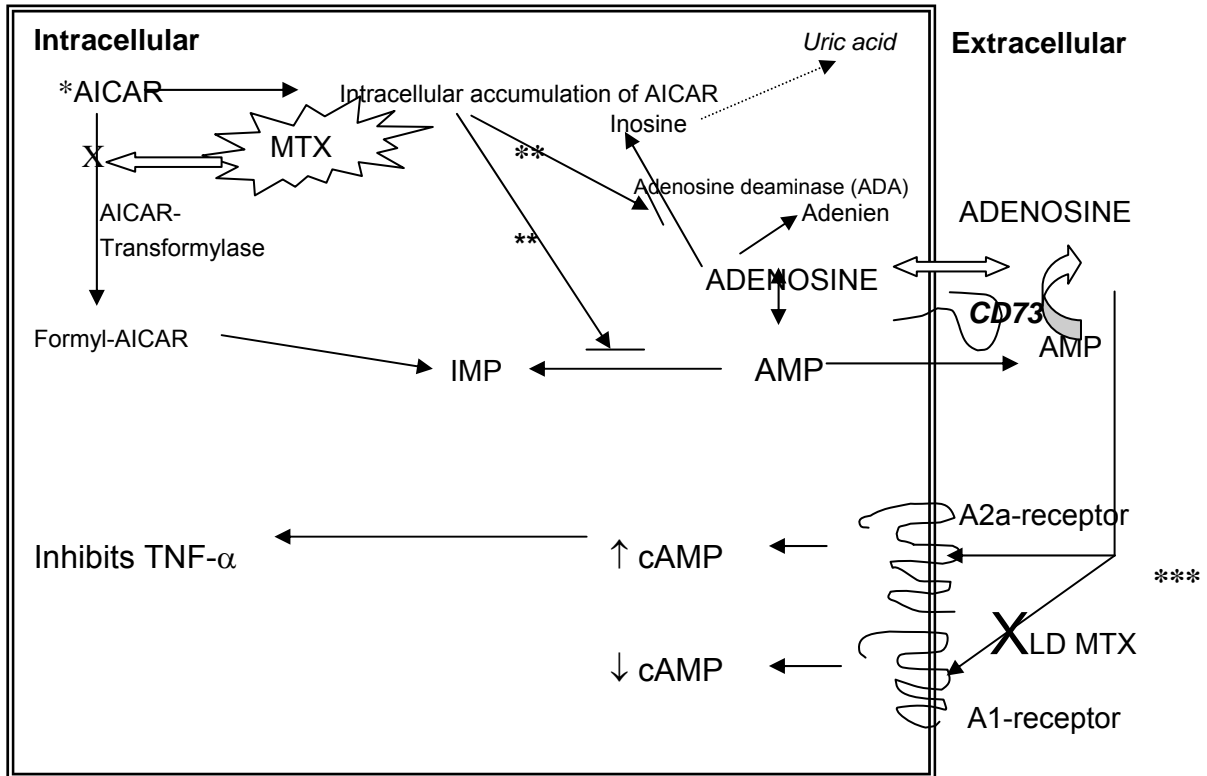 Intracellular
Uric acid
Extracellular
*AICAR
Intracellular accumulation of AICAR
Inosine
MTX
X
**
Adenosine deaminase (ADA)
Adenien
AICAR-
Transformylase
**
ADENOSINE
ADENOSINE
CD73
AMP
Formyl-AICAR
IMP
AMP
A2a-receptor
Inhibits TNF-α
↑ cAMP
***
X LD MTX
↓ cAMP
A1-receptor